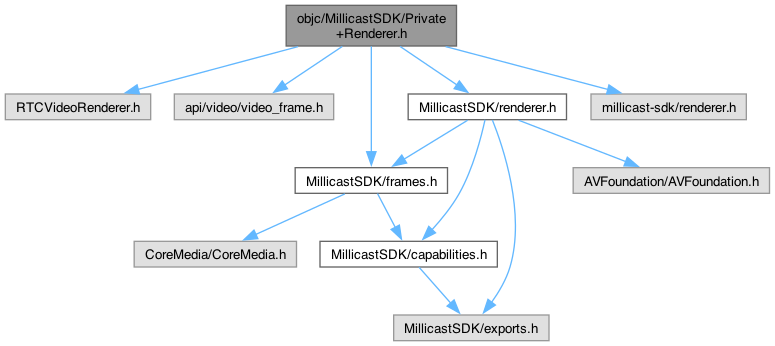 objc/MillicastSDK/Private
+Renderer.h
RTCVideoRenderer.h
api/video/video_frame.h
MillicastSDK/renderer.h
millicast-sdk/renderer.h
MillicastSDK/frames.h
AVFoundation/AVFoundation.h
CoreMedia/CoreMedia.h
MillicastSDK/capabilities.h
MillicastSDK/exports.h